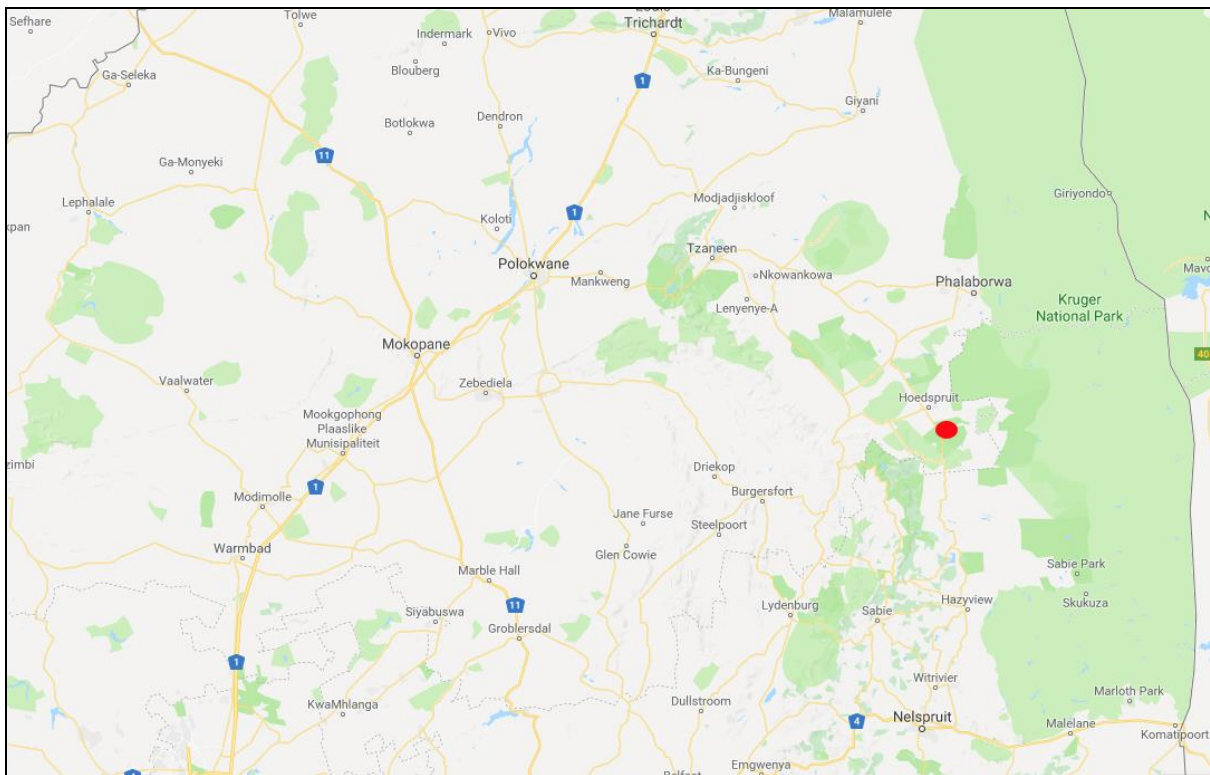 Sefhare
Tolwe
Louis
Trichardt
Malamulele
Indermark
Vivo
Blouberg
Ga-Seleka
Ka-Bungeni
1
Giyani
Dendron
Botlokwa
11
Ga-Monyeki
Giriyondo
Modjadjiskloof
Lephalale
1
Koloti
Tzaneen
Polokwane
Mankweng
Nkowankowa
Phalaborwa
Lenyenye-A
Kruger
National Park
Mokopane
40
Vaalwater
Zebediela
Hoedspruit
Mookgophong
Plaaslike
Munisipaliteit
Driekop
1
Modimolle
Burgersfort
Jane Furse
Steelpoort
Warmbad
Glen Cowie
Marble Hall
Sabie Park
Siyabuswa
11
Lydenburg
Sabie
Hazyview
Skukuza
Groblersdal
1
Witrivier
Marloth Park
KwaMhlanga
Dullstroom
4
Nelspruit
Malelane
Komatipoort
Emgwenya